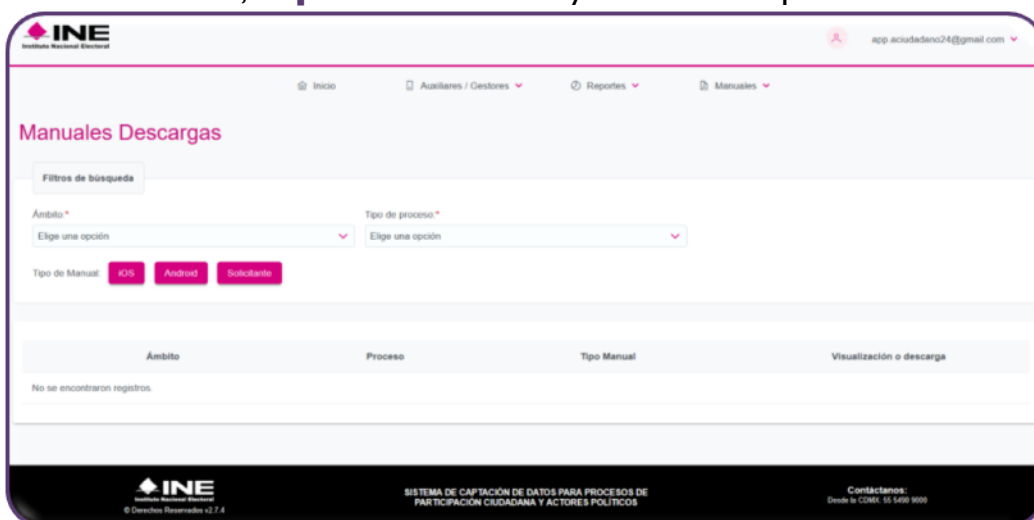 INE
Instituto Nacional Electoral
app.aciudadano24@gmail.com
Inicio
Auxiliares / Gestores
Reportes
Manuales
Manuales Descargas
Filtros de búsqueda
Ámbito:*
Tipo de proceso:*
Elige una opción
Elige una opción
Tipo de Manual: iOS Android Solicitante
Ámbito Proceso Tipo Manual Visualización o descarga
No se encontraron registros.
INE
Instituto Nacional Electoral
© Derechos Reservados v2.7.4
SISTEMA DE CAPTACIÓN DE DATOS PARA PROCESOS DE
PARTICIPACIÓN CIUDADANA Y ACTORES POLÍTICOS
Contáctanos:
Desde la CDMX. 55 5490 9000